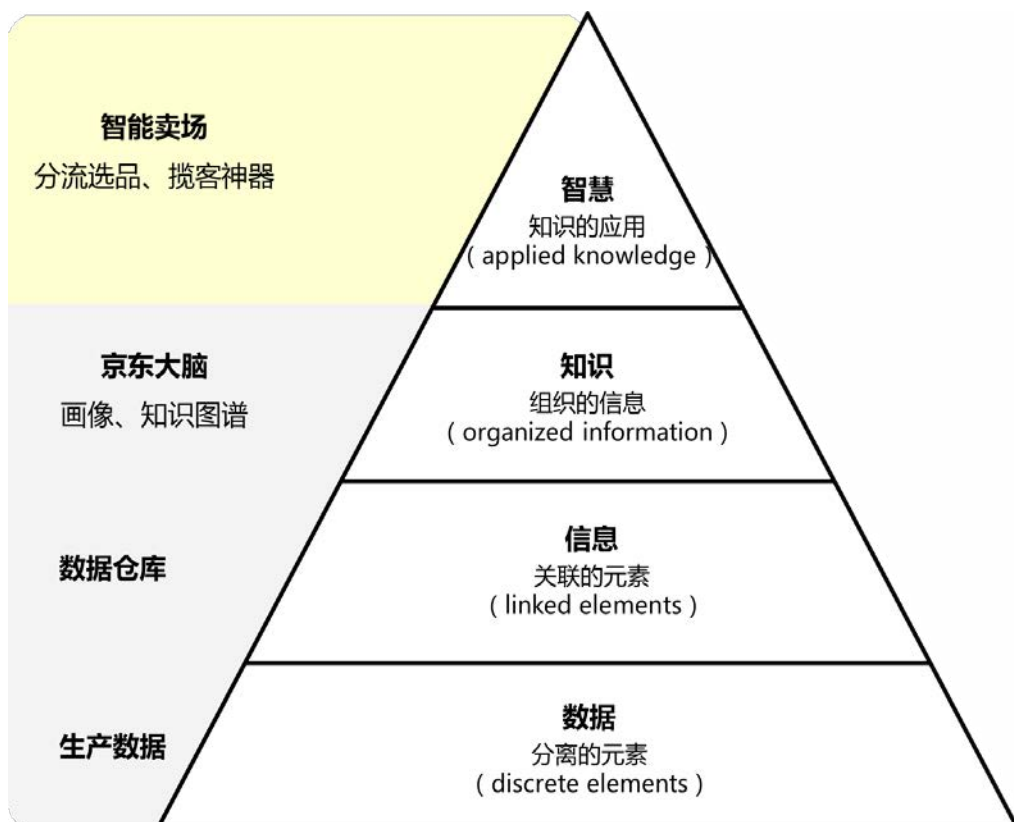 智能卖场
分流选品、揽客神器
智慧
知识的应用
( applied knowledge )
京东大脑
画像、知识图谱
知识
组织的信息
( organized information )
数据仓库
信息
关联的元素
( linked elements )
生产数据
数据
分离的元素
( discrete elements )